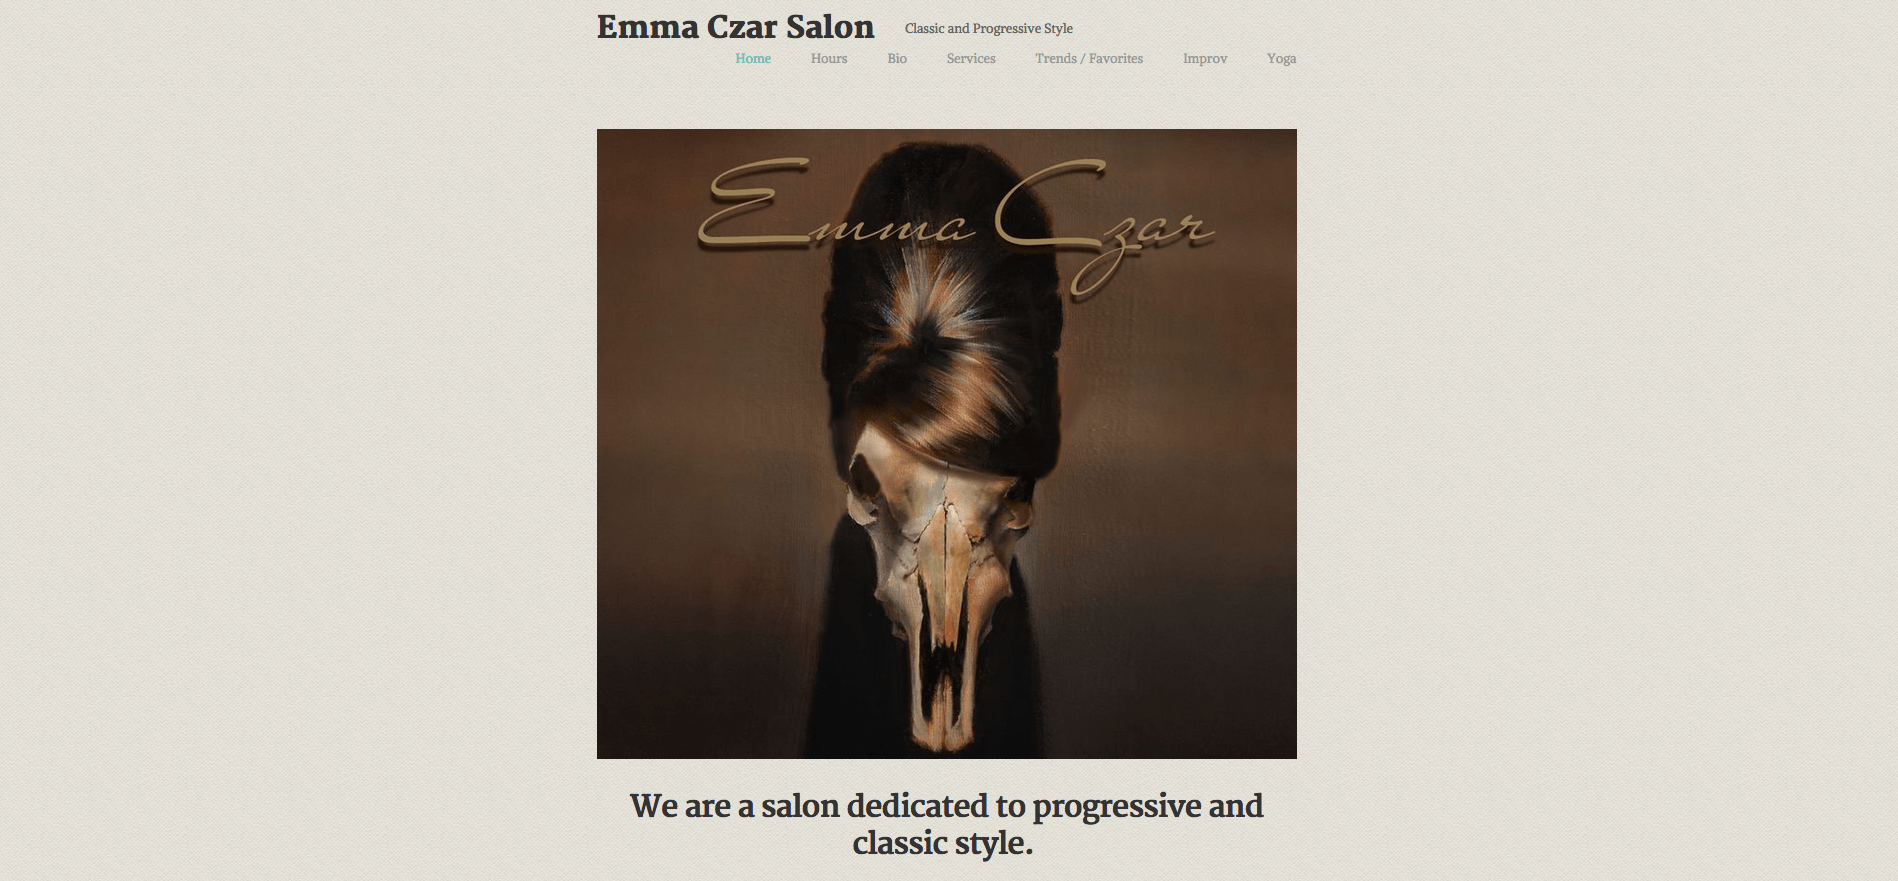 Emma Czar Salon Classic and Progressive Style
Home Hours Bio Services Trends / Favorites Improv Yoga
Emma Czar
We are a salon dedicated to progressive and
classic style.